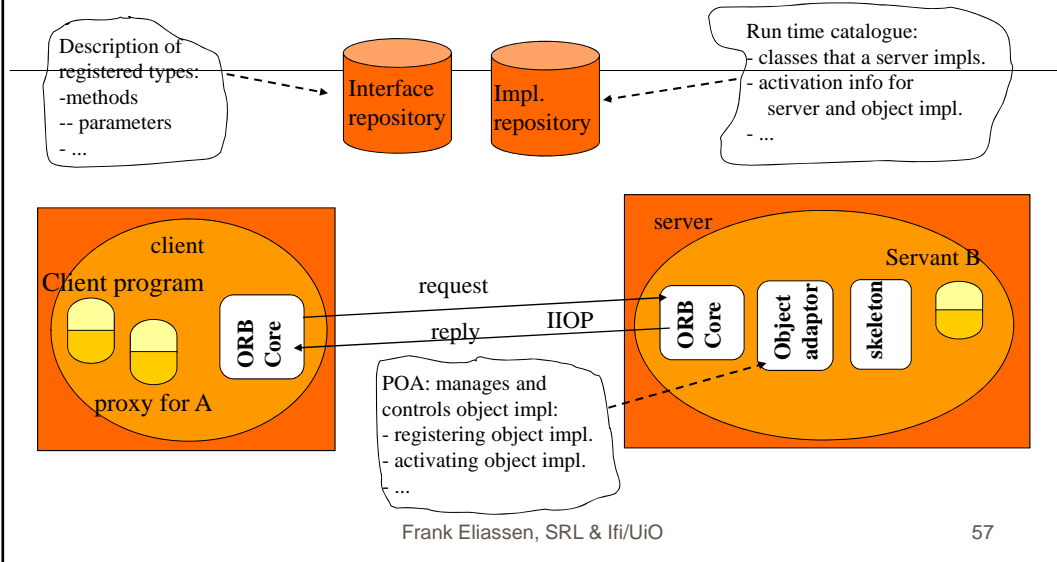 Description of
registered types:
-methods
-- parameters
- ...
Interface
repository
Impl.
repository
Run time catalogue:
- classes that a server impls.
- activation info for
server and object impl.
- ...
client
Client program
proxy for A
ORB
Core
request
reply
IIOP
server
Servant B
ORB
Core
Object
adaptor
skeleton
POA: manages and
controls object impl:
- registering object impl.
- activating object impl.
- ...
Frank Eliassen, SRL & Ifi/UiO
57